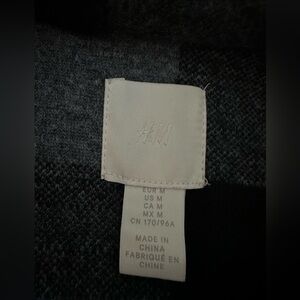 H&M
EUR M
US M
CA M
MX M
CN 170/96A
MADE IN
CHINA
FABRIQUÉ EN
CHINE